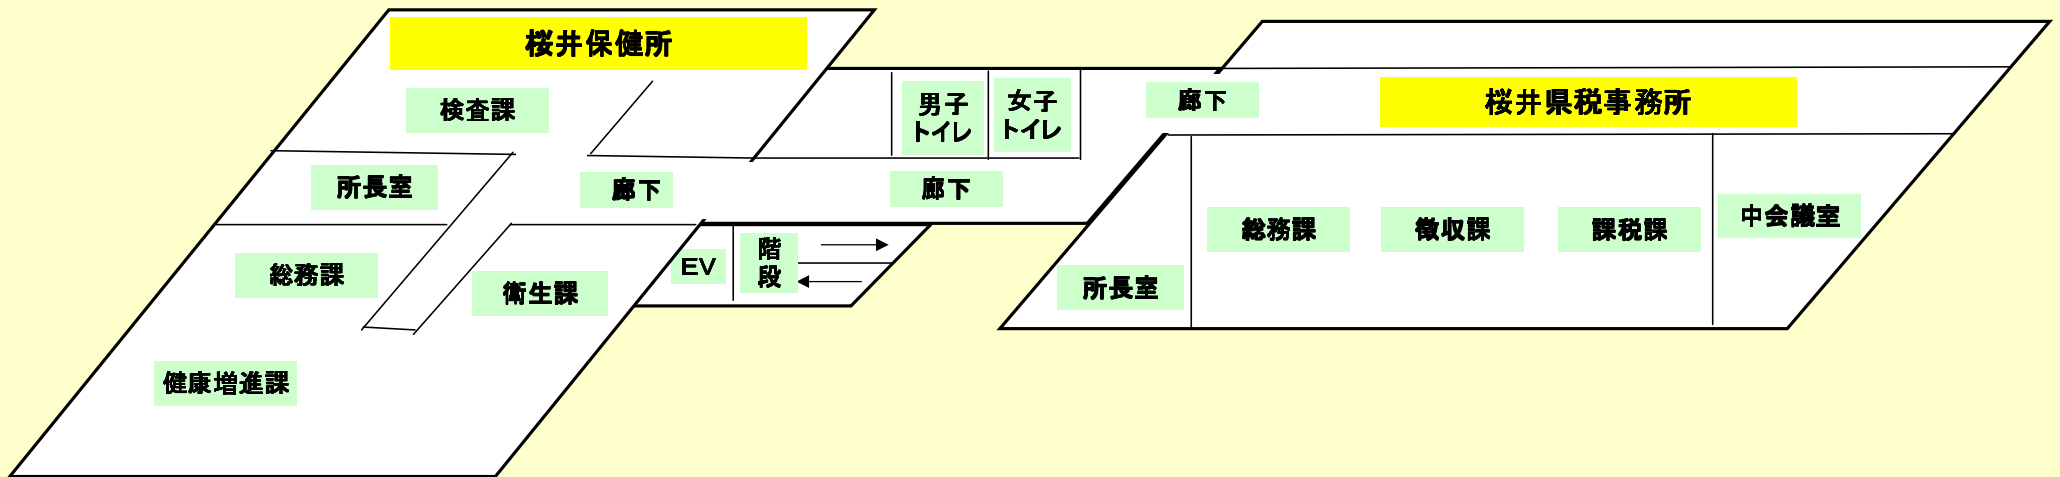 桜井保健所
検査課
所長室
総務課
健康増進課
廊下
衛生課
EV
階
段
男子
トイレ
女子
トイレ
廊下
廊下
桜井県税事務所
所長室
総務課
徴収課
課税課
中会議室